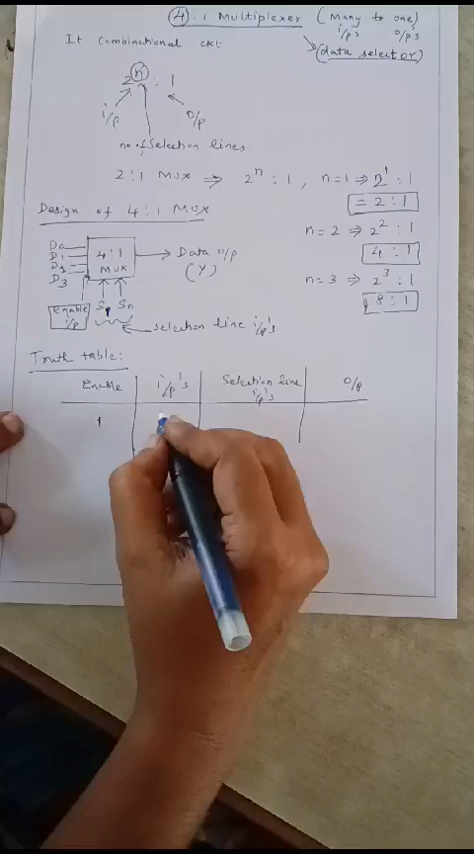 4:1 Multiplexer (Many to one)
i/p's o/p's
It Combinational ckt
(data selector)
2n : 1
i/p o/p
no of Selection lines
2:1 MUX ⇒ 2^n : 1, n=1 ⇒ 2^1 : 1
= 2:1
Design of 4:1 MUX
n = 2 ⇒ 2^2 : 1
4:1
n = 3 ⇒ 2^3 : 1
8:1
D0
D1
D2
D3
4:1
MUX
Data o/p
(Y)
Enable
i/p
S1 S0
selection line i/p's
Truth table:
Enable i/p's Selection line i/p's o/p
1